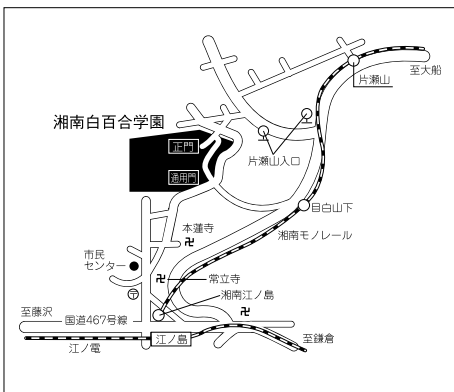 至大船
片瀬山
湘南白百合学園
正門
片瀬山入口
通用門
目白山下
本蓮寺
湘南モノレール
市民
センター
常立寺
湘南江ノ島
至藤沢
国道467号線
江ノ島
至鎌倉
江ノ電